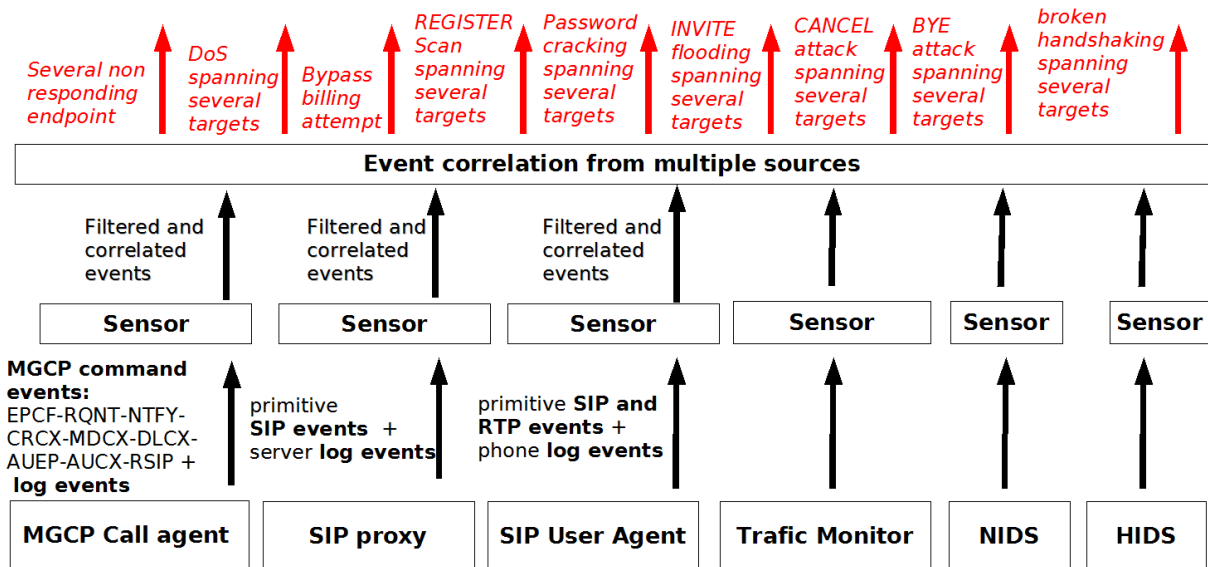 Several non
responding
endpoint
DoS
spanning
several
targets
Bypass
billing
attempt
REGISTER
Scan
spanning
several
targets
Password
cracking
spanning
several
targets
INVITE
flooding
spanning
several
targets
CANCEL
attack
spanning
several
targets
BYE
attack
spanning
several
targets
broken
handshaking
spanning
several
targets
Event correlation from multiple sources
Filtered and
correlated
events
Filtered and
correlated
events
Filtered and
correlated
events
Sensor
Sensor
Sensor
Sensor
Sensor
Sensor
MGCP command
events:
EPCF-RQNT-NTFY-
CRCX-MDCX-DLCX-
AUEP-AUCX-RSIP +
log events
primitive
SIP events +
server log events
primitive SIP and
RTP events +
phone log events
MGCP Call agent
SIP proxy
SIP User Agent
Trafic Monitor
NIDS
HIDS